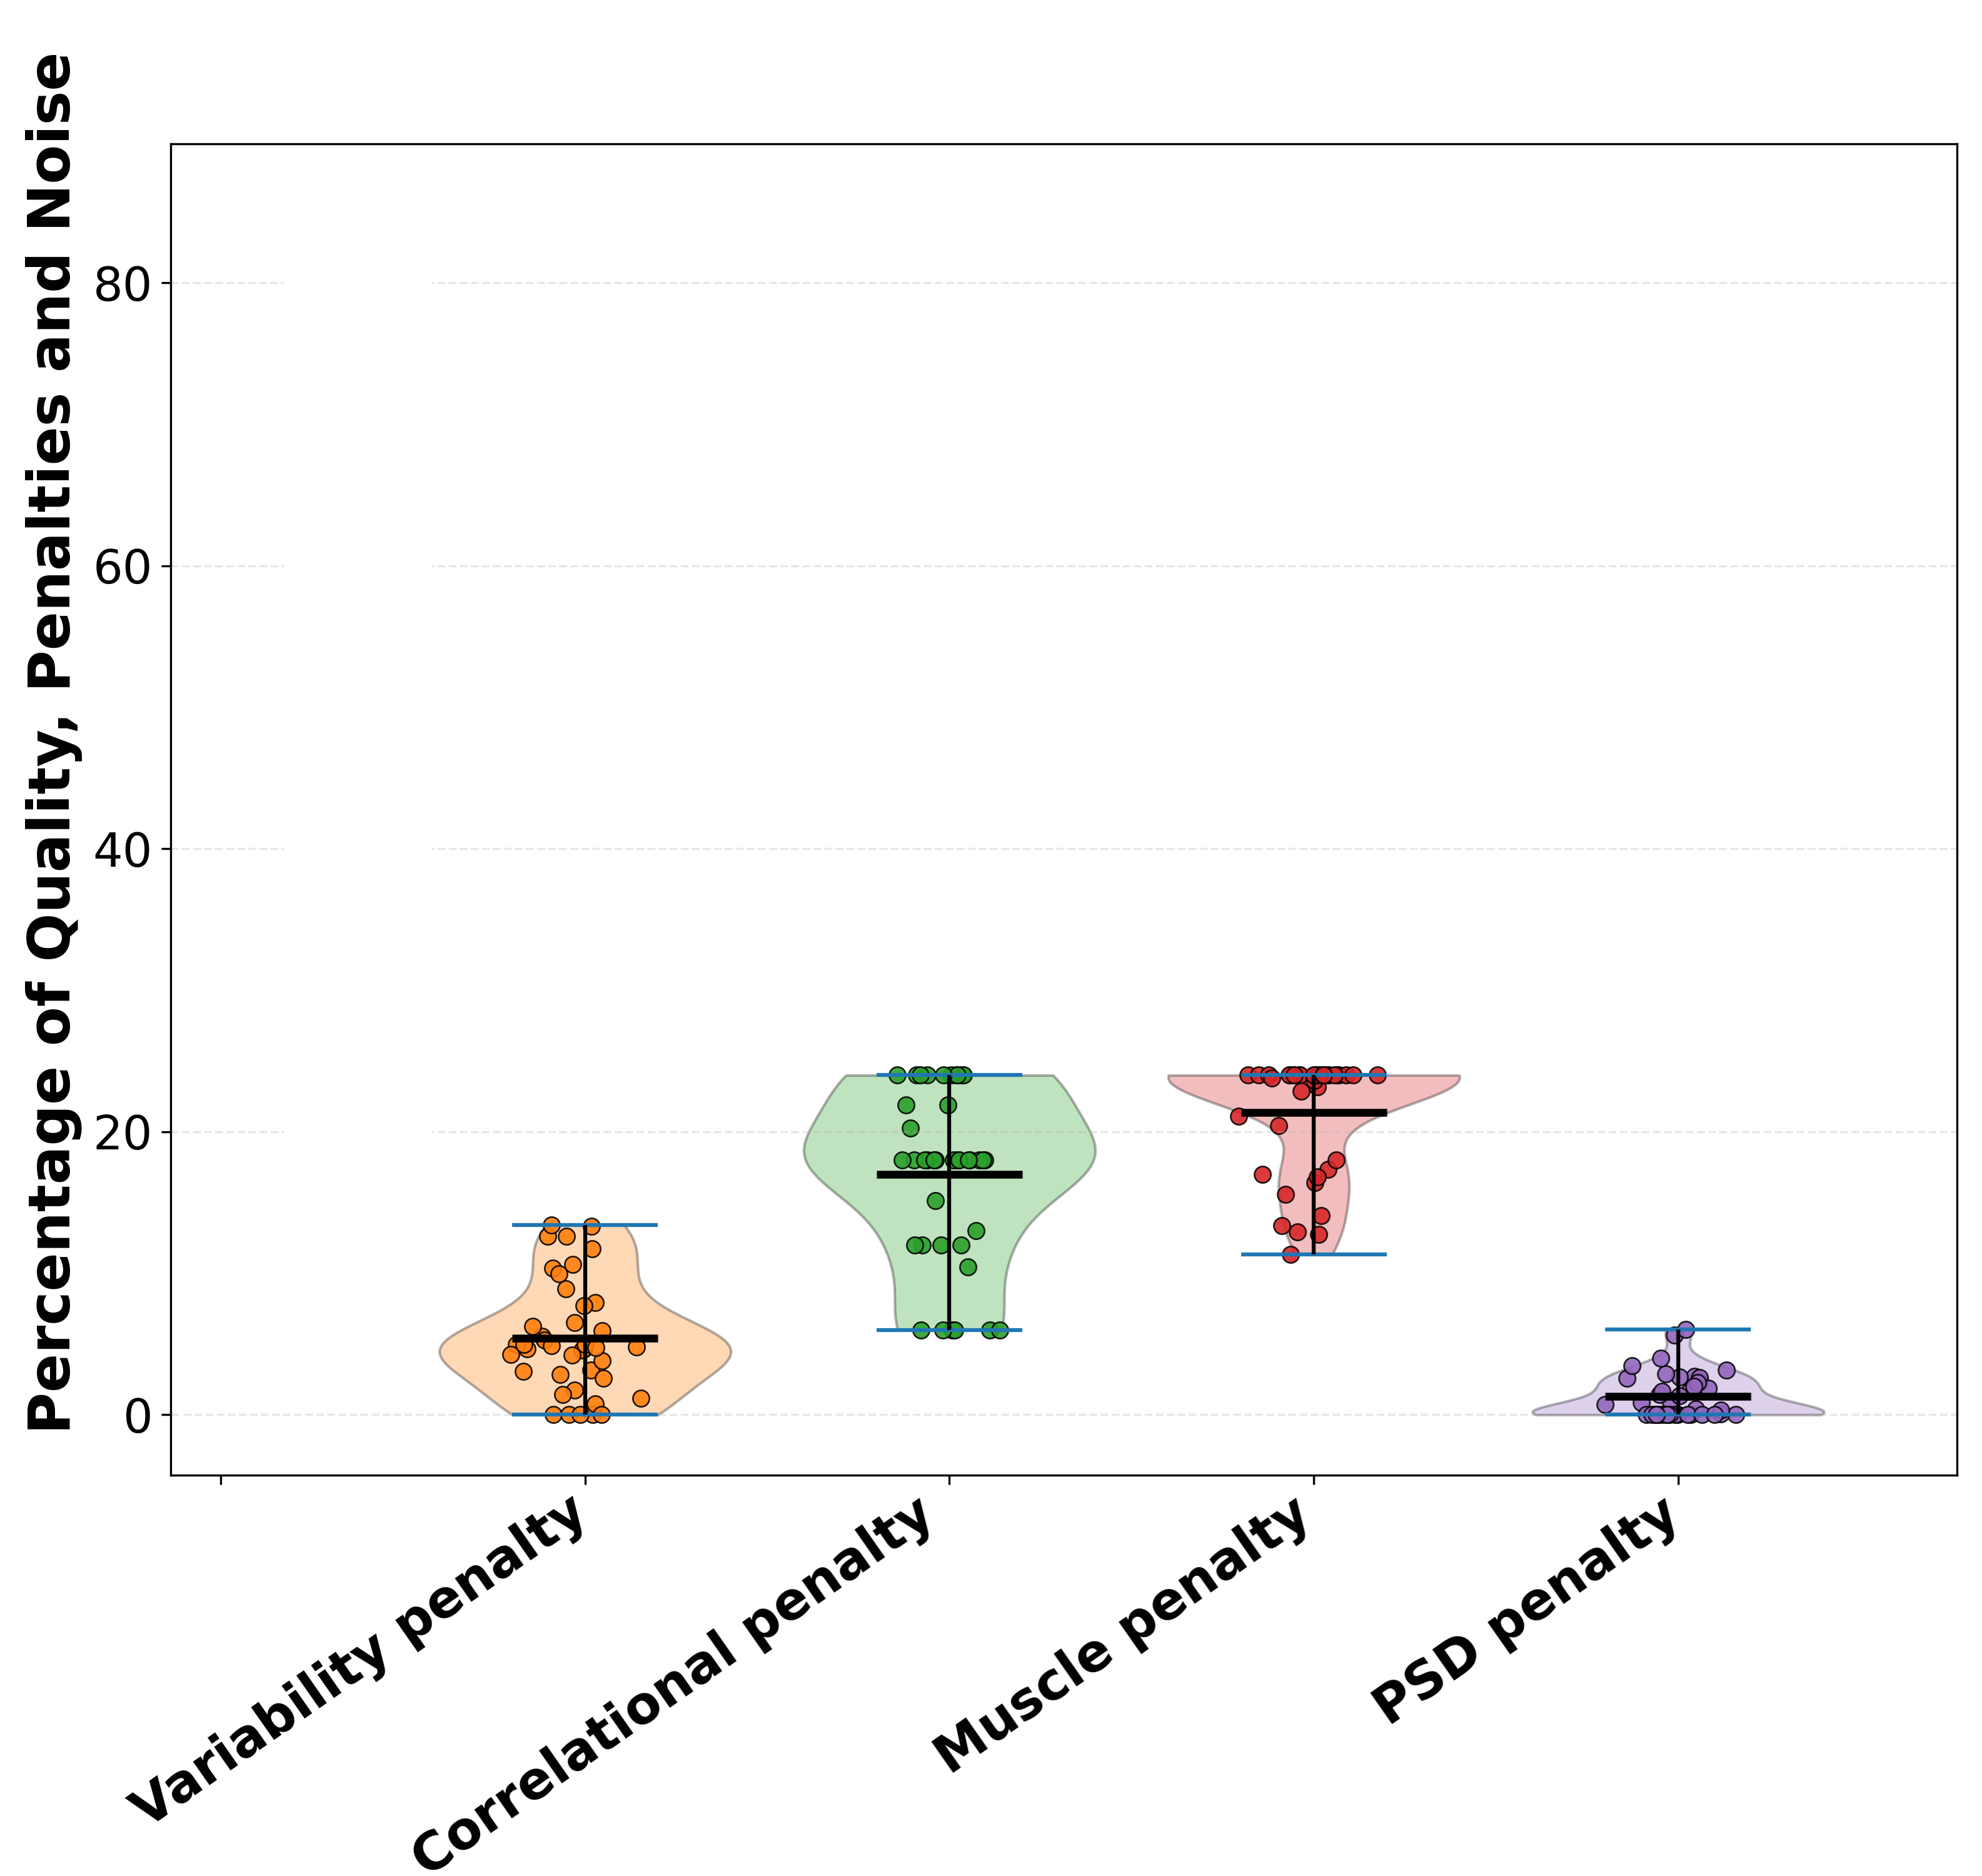 Percentage of Quality, Penalties and Noise
80
60
40
20
0
Variability penalty
Correlational penalty
Muscle penalty
PSD penalty